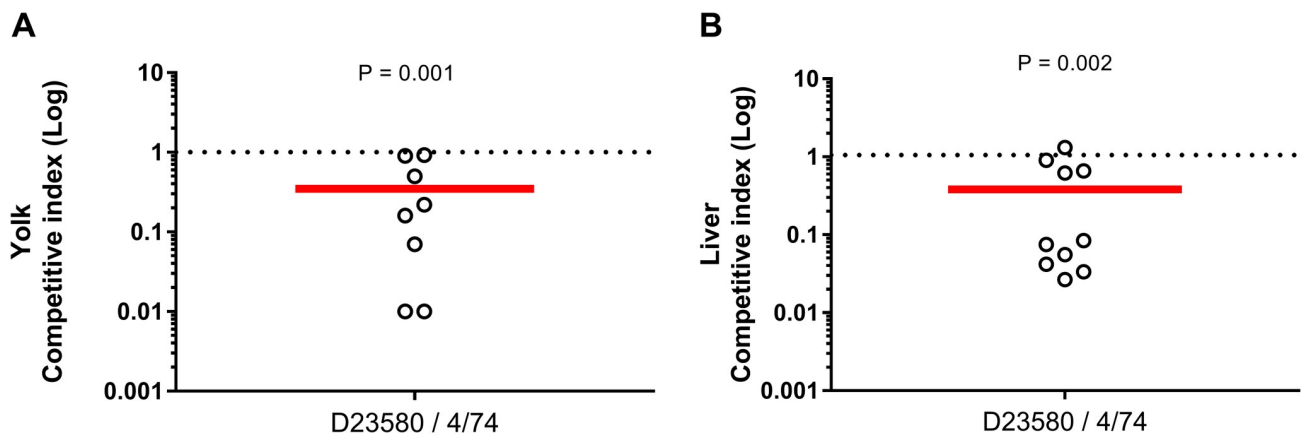 A
P = 0.001
Yolk
Competitive index (Log)
10
1
0.1
0.01
0.001
D23580 / 4/74
B
P = 0.002
Liver
Competitive index (Log)
10
1
0.1
0.01
0.001
D23580 / 4/74